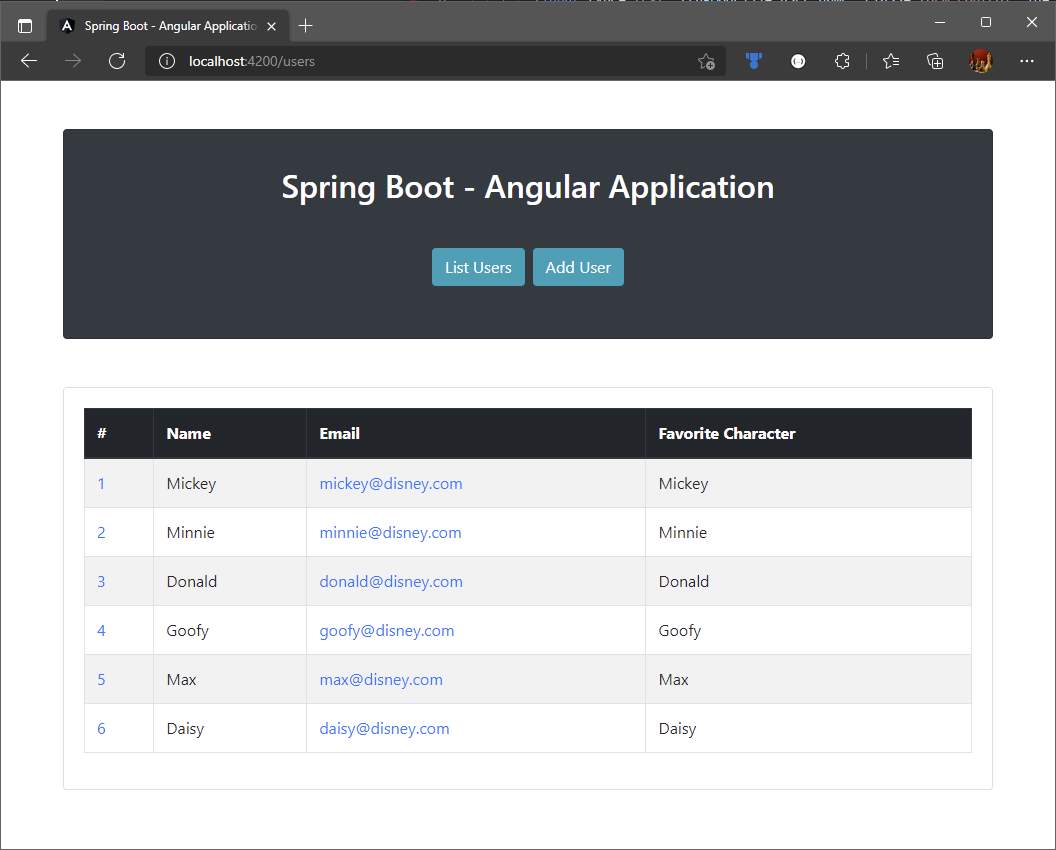 Spring Boot - Angular Applicatio
localhost:4200/users
Spring Boot - Angular Application
List Users Add User
# Name Email Favorite Character
1 Mickey mickey@disney.com Mickey
2 Minnie minnie@disney.com Minnie
3 Donald donald@disney.com Donald
4 Goofy goofy@disney.com Goofy
5 Max max@disney.com Max
6 Daisy daisy@disney.com Daisy